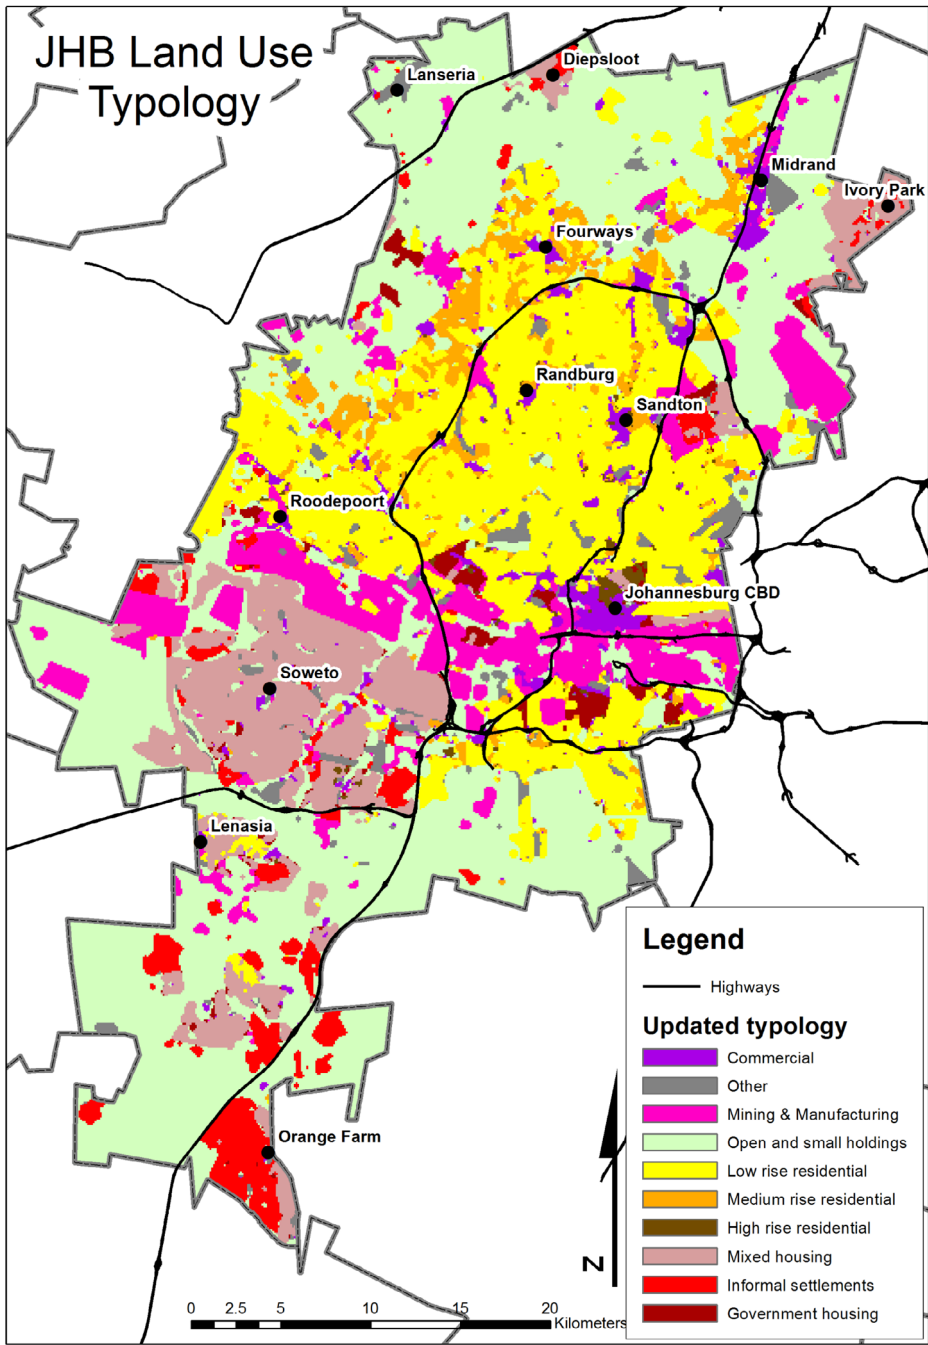 JHB Land Use
Typology
Diepsloot
Lanseria
Midrand
Ivory Park
Fourways
Randburg
Sandton
Roodepoort
Johannesburg CBD
Soweto
Lenasia
Orange Farm
Legend
Highways
Updated typology
Commercial
Other
Mining & Manufacturing
Open and small holdings
Low rise residential
Medium rise residential
High rise residential
Mixed housing
Informal settlements
Government housing
N
0 2.5 5 10 15 20
Kilometers